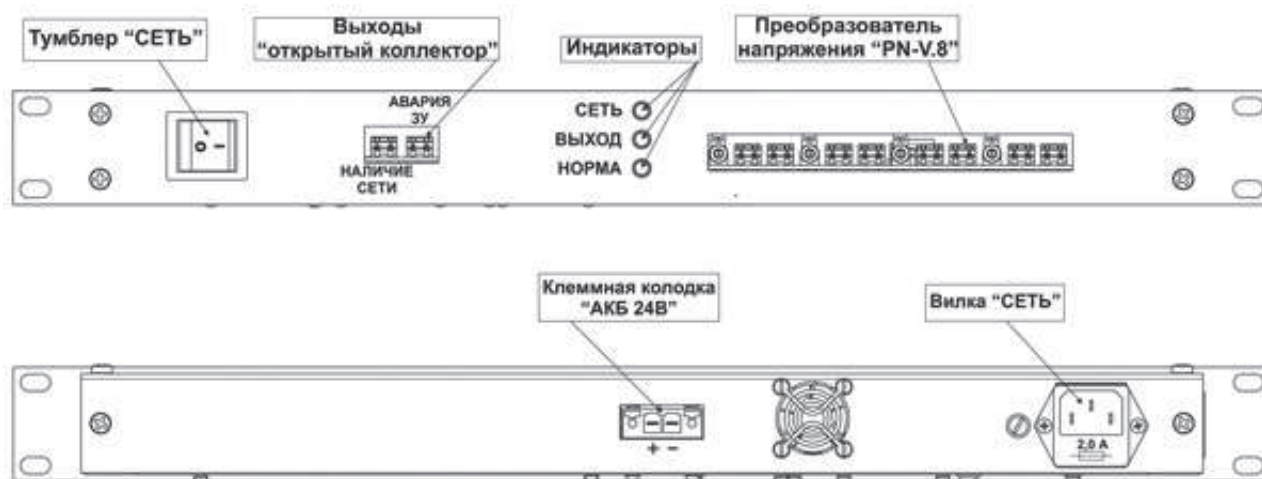 Тумблер “СЕТЬ”
Выходы
“открытый коллектор”
Индикаторы
Преобразователь
напряжения “PN-V.8”
АВАРИЯ
ЗУ
НАЛИЧИЕ
СЕТИ
СЕТЬ
ВЫХОД
НОРМА
Клеммная колодка
“АКБ 24В”
Вилка “СЕТЬ”
+ -
2,0 А